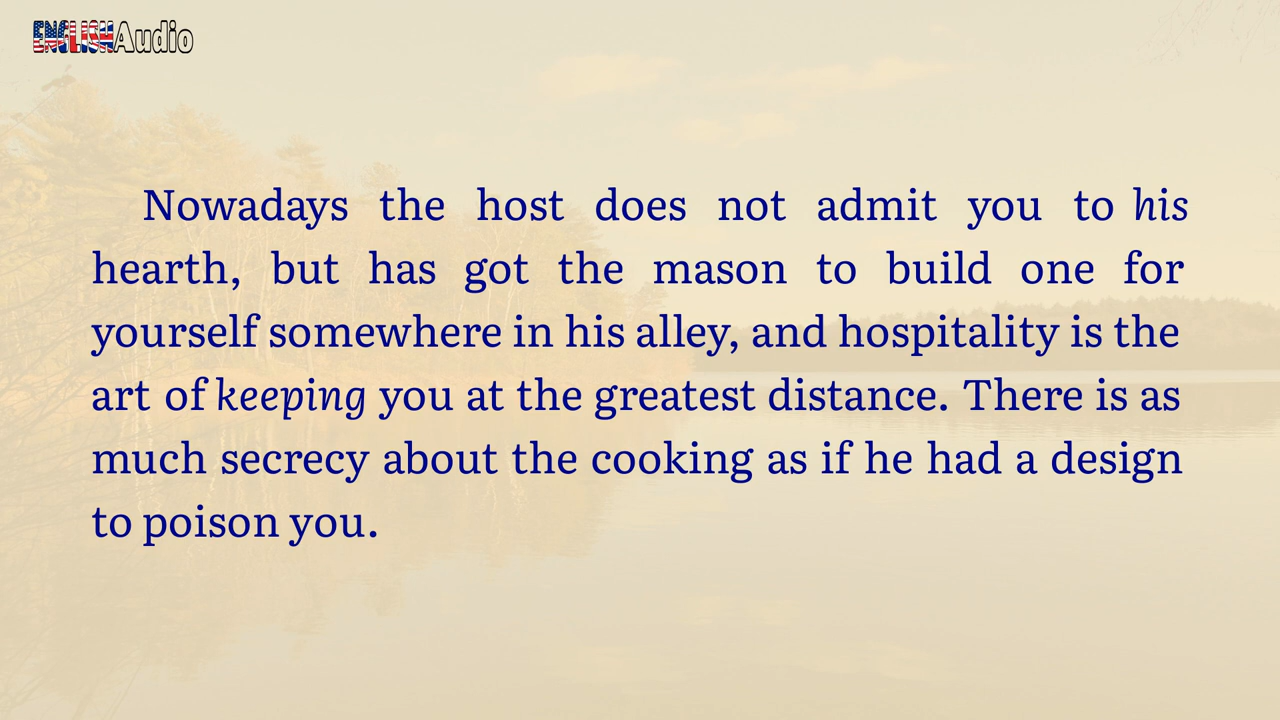 ENGLISHAudio
Nowadays the host does not admit you to his
hearth, but has got the mason to build one for
yourself somewhere in his alley, and hospitality is the
art of keeping you at the greatest distance. There is as
much secrecy about the cooking as if he had a design
to poison you.